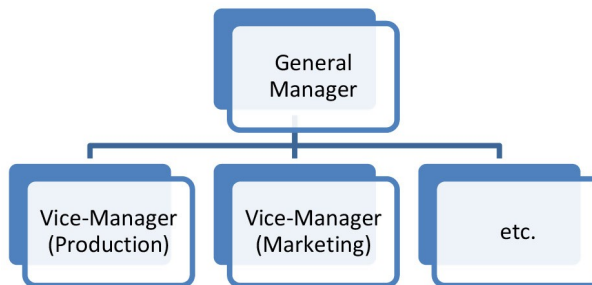 General
Manager
Vice-Manager
(Production)
Vice-Manager
(Marketing)
etc.